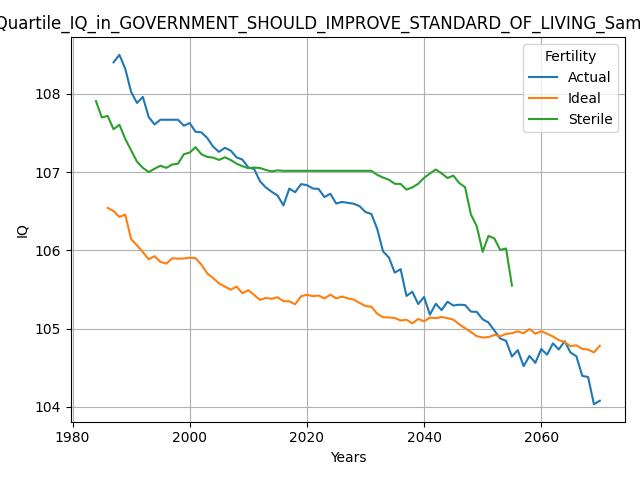 Quartile_IQ_in_GOVERNMENT_SHOULD_IMPROVE_STANDARD_OF_LIVING_Sam
Fertility
Actual
Ideal
Sterile
108
107
106
105
104
IQ
1980
2000
2020
2040
2060
Years